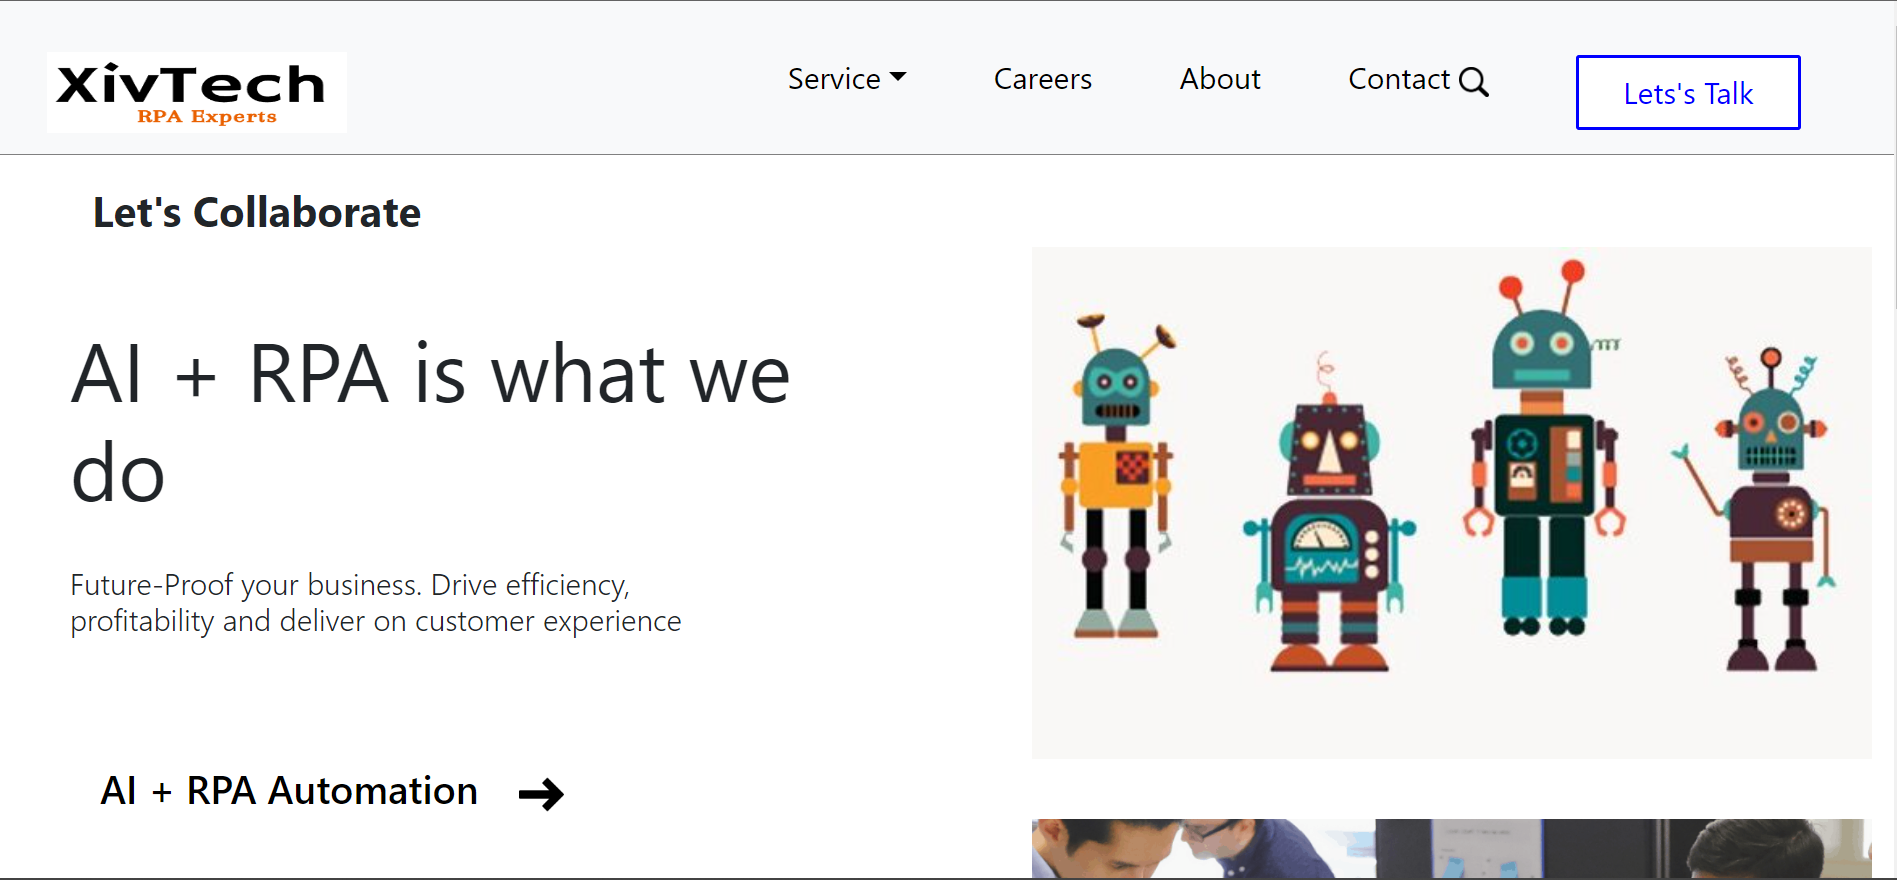 XivTech
RPA Experts
Service
Careers
About
Contact
Lets's Talk
Let's Collaborate
AI + RPA is what we
do
Future-Proof your business. Drive efficiency,
profitability and deliver on customer experience
AI + RPA Automation